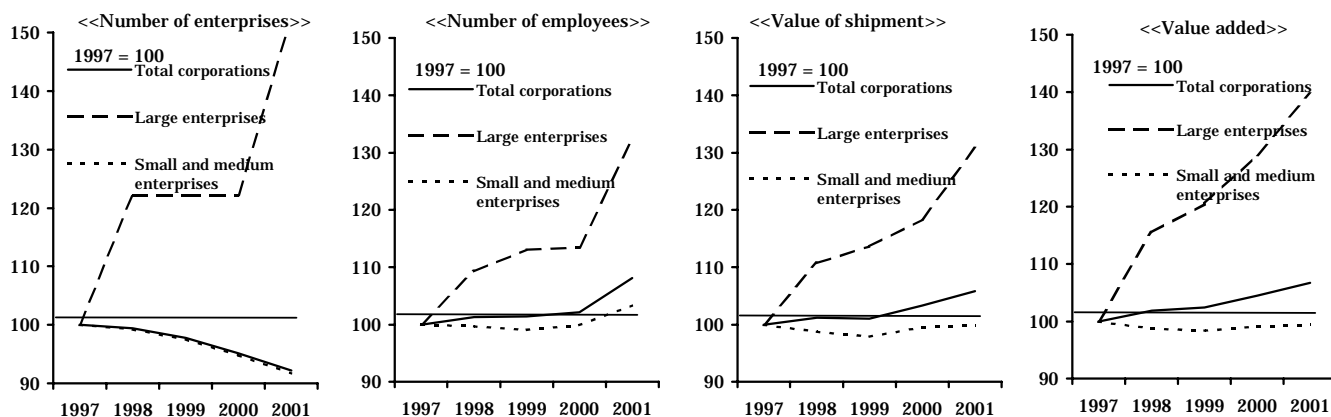 <<Number of enterprises>>
150
1997 = 100
Total corporations
140
Large enterprises
130
Small and medium
enterprises
120
110
100
90
1997 1998 1999 2000 2001
<<Number of employees>>
150
1997 = 100
Total corporations
140
Large enterprises
130
Small and medium
enterprises
120
110
100
90
1997 1998 1999 2000 2001
<<Value of shipment>>
150
1997 = 100
Total corporations
140
Large enterprises
130
Small and medium
enterprises
120
110
100
90
1997 1998 1999 2000 2001
<<Value added>>
150
1997 = 100
Total corporations
140
Large enterprises
130
Small and medium
enterprises
120
110
100
90
1997 1998 1999 2000 2001